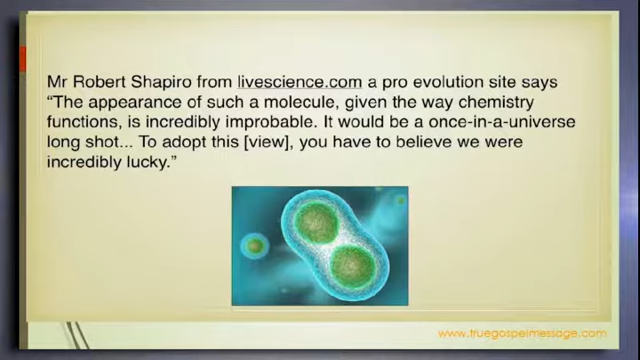 Mr Robert Shapiro from livescience.com a pro evolution site says
“The appearance of such a molecule, given the way chemistry
functions, is incredibly improbable. It would be a once-in-a-universe
long shot... To adopt this [view], you have to believe we were
incredibly lucky.”
www.truegospelmessage.com